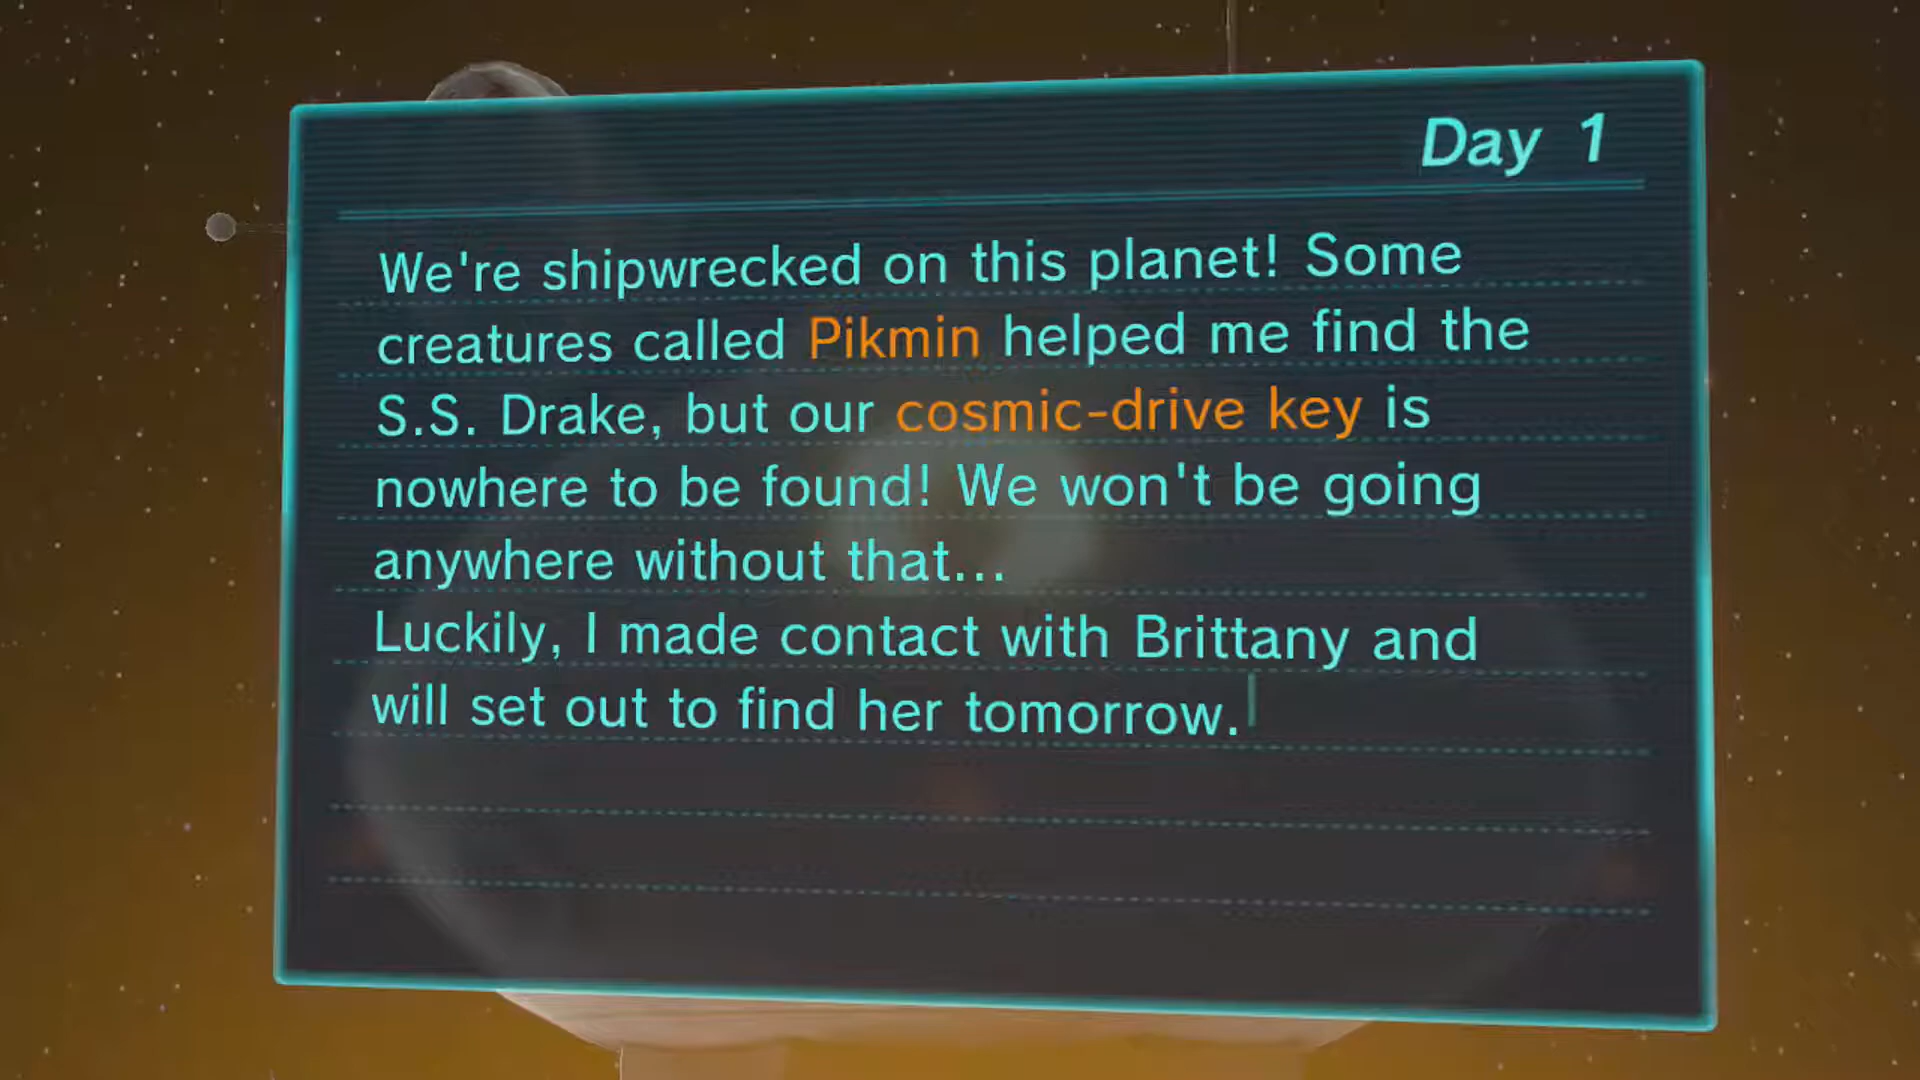 Day 1
We're shipwrecked on this planet! Some
creatures called Pikmin helped me find the
S.S. Drake, but our cosmic-drive key is
nowhere to be found! We won't be going
anywhere without that...
Luckily, I made contact with Brittany and
will set out to find her tomorrow.